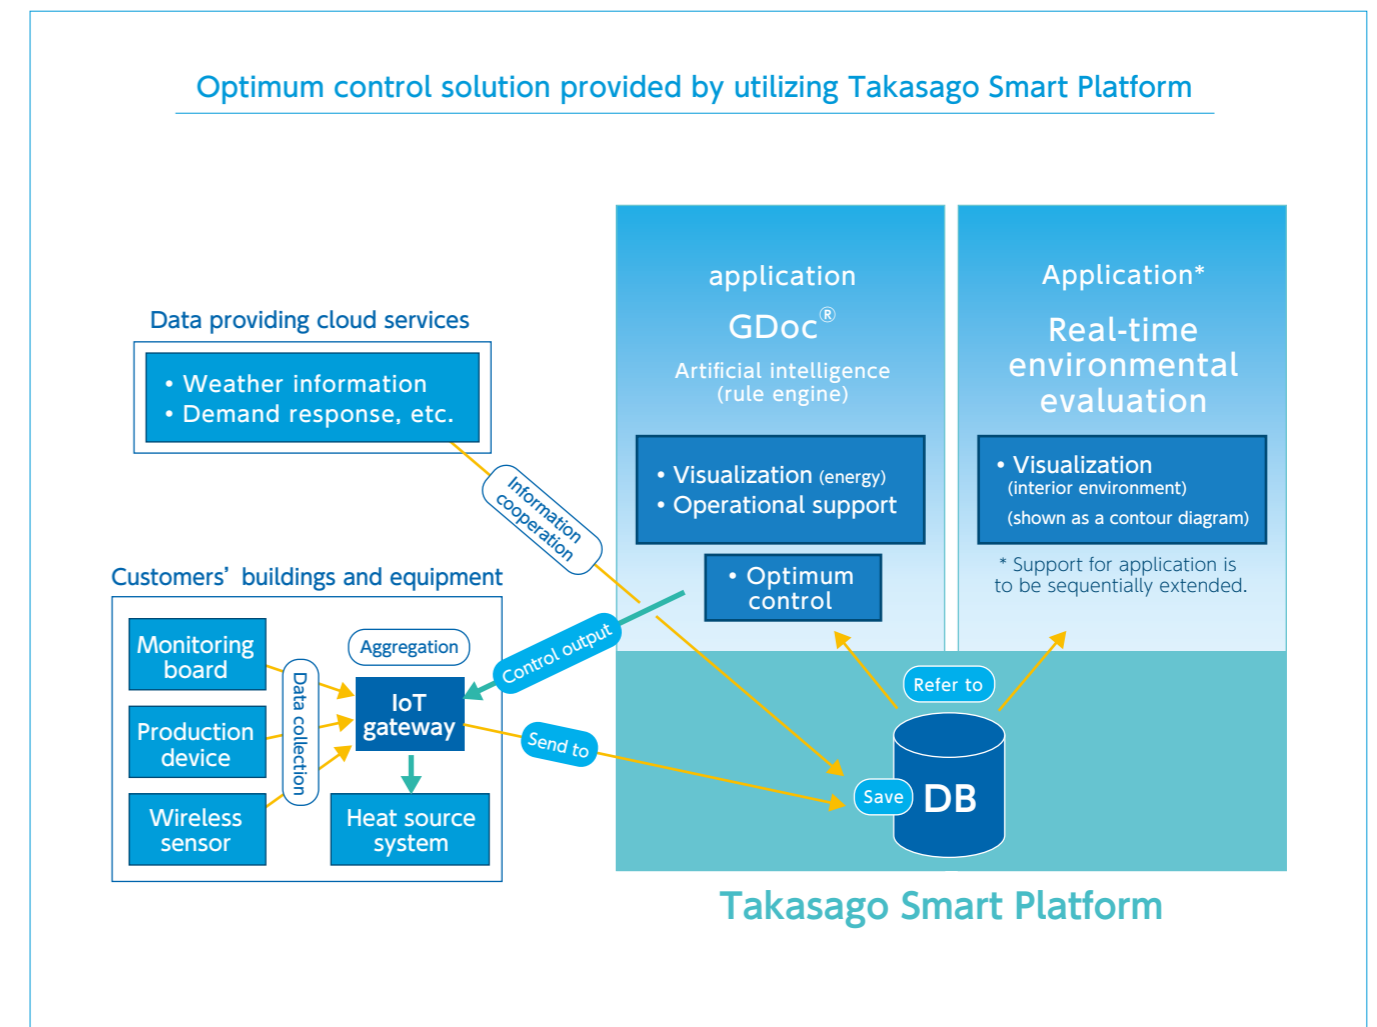 Optimum control solution provided by utilizing Takasago Smart Platform
Data providing cloud services
• Weather information
• Demand response, etc.
Information
cooperation
Customers’ buildings and equipment
Monitoring
board
Production
device
Wireless
sensor
Data collection
Aggregation
IoT
gateway
Heat source
system
Control output
Send to
application
GDoc®
Artificial intelligence
(rule engine)
• Visualization (energy)
• Operational support
• Optimum
control
Application*
Real-time
environmental
evaluation
• Visualization
(interior environment)
(shown as a contour diagram)
* Support for application is
to be sequentially extended.
Refer to
Save
DB
Takasago Smart Platform